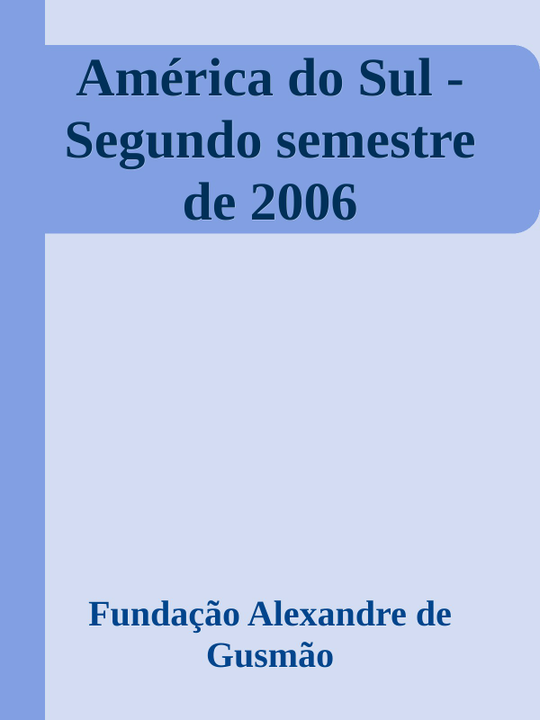 América do Sul -
Segundo semestre
de 2006
Fundação Alexandre de
Gusmão